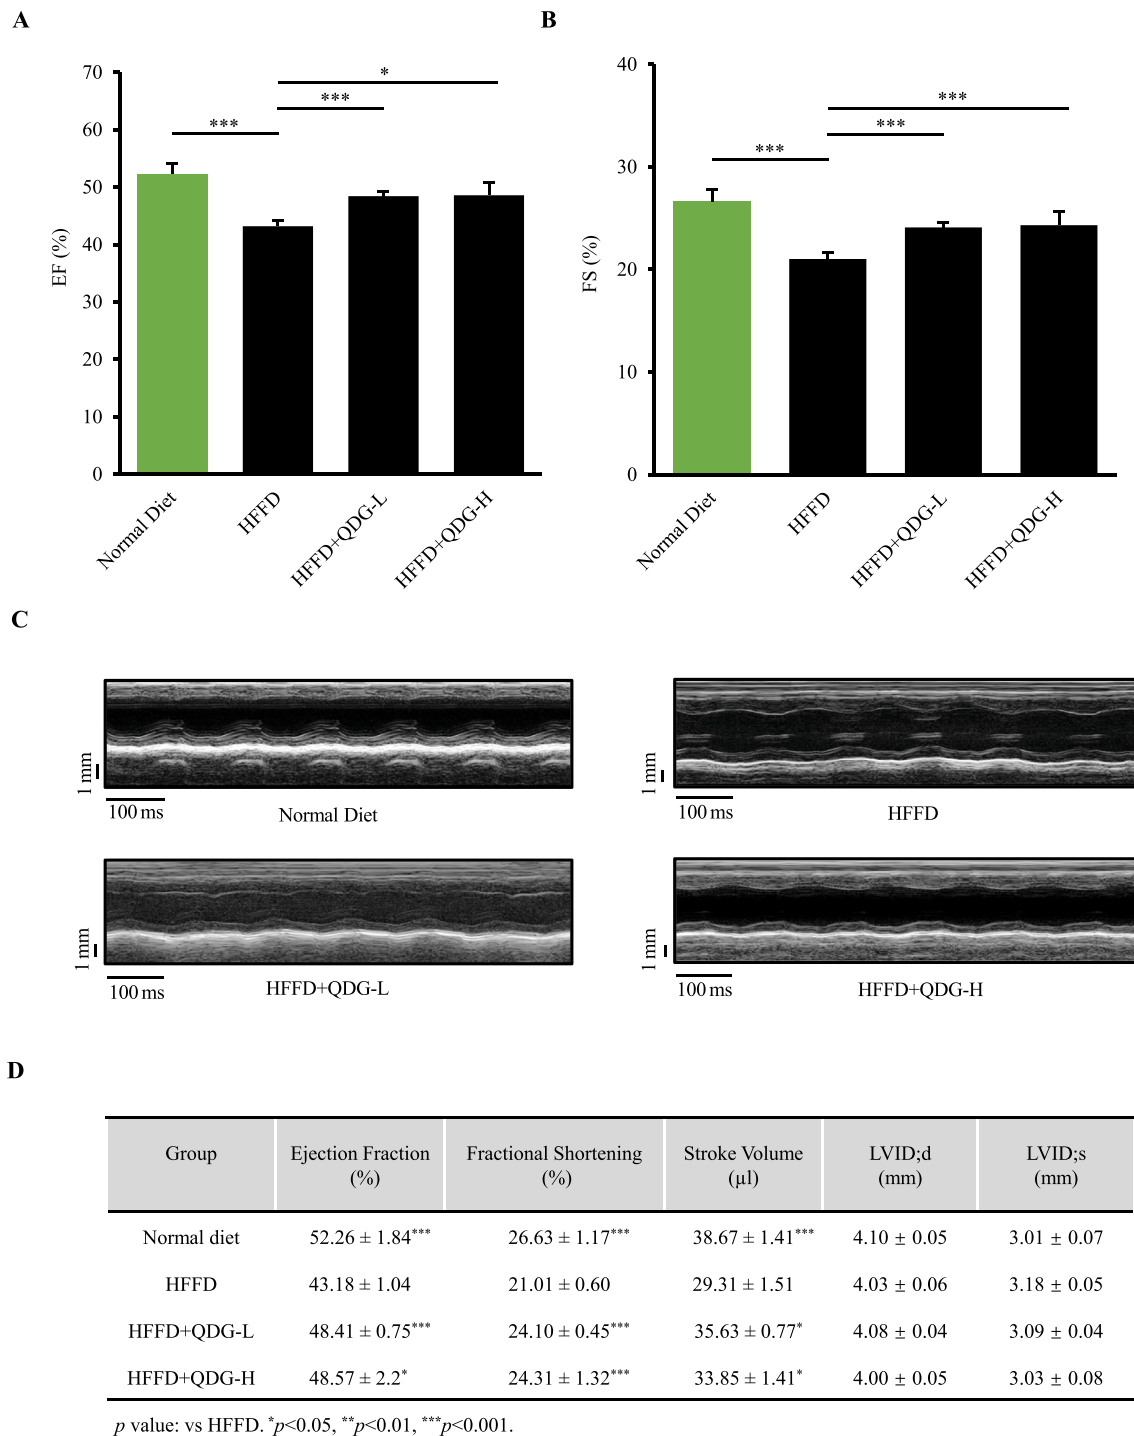 A
70
60
50
40
30
20
10
0
EF (%)
***
***
*
Normal Diet
HFFD
HFFD+QDG-L
HFFD+QDG-H
B
40
30
20
10
0
FS (%)
***
***
***
Normal Diet
HFFD
HFFD+QDG-L
HFFD+QDG-H
C
1 mm
100 ms
Normal Diet
1 mm
100 ms
HFFD
1 mm
100 ms
HFFD+QDG-L
1 mm
100 ms
HFFD+QDG-H
D
Group Ejection Fraction Fractional Shortening Stroke Volume LVID;d LVID;s
(%) (%) (µl) (mm) (mm)
Normal diet 52.26 ± 1.84*** 26.63 ± 1.17*** 38.67 ± 1.41*** 4.10 ± 0.05 3.01 ± 0.07
HFFD 43.18 ± 1.04 21.01 ± 0.60 29.31 ± 1.51 4.03 ± 0.06 3.18 ± 0.05
HFFD+QDG-L 48.41 ± 0.75*** 24.10 ± 0.45*** 35.63 ± 0.77* 4.08 ± 0.04 3.09 ± 0.04
HFFD+QDG-H 48.57 ± 2.2* 24.31 ± 1.32*** 33.85 ± 1.41* 4.00 ± 0.05 3.03 ± 0.08
p value: vs HFFD. *p<0.05, **p<0.01, ***p<0.001.